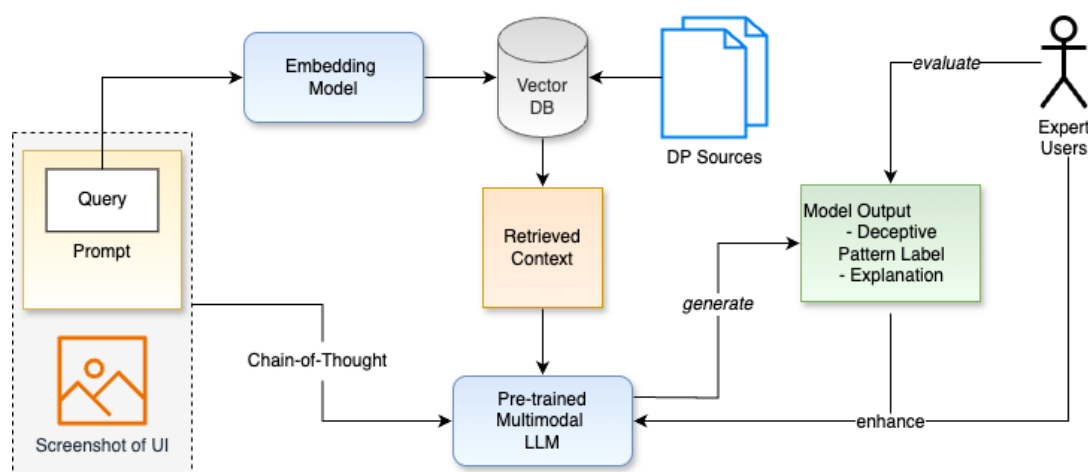 Embedding
Model
Vector
DB
DP Sources
evaluate
Expert
Users
Query
Prompt
Retrieved
Context
Model Output
- Deceptive
Pattern Label
- Explanation
generate
Chain-of-Thought
Screenshot of UI
Pre-trained
Multimodal
LLM
enhance